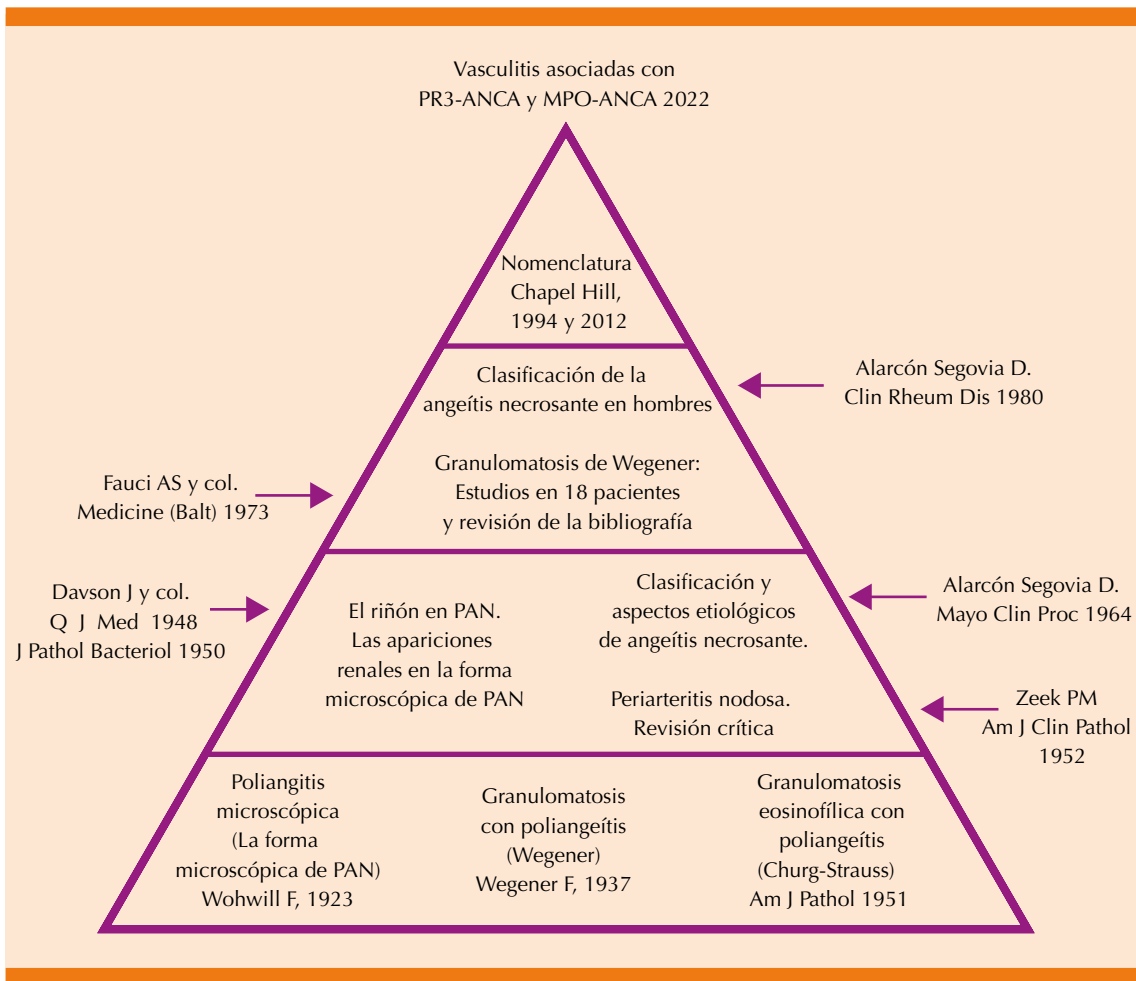 Vasculitis asociadas con
PR3-ANCA y MPO-ANCA 2022
Nomenclatura
Chapel Hill,
1994 y 2012
Clasificación de la
angeítis necrosante en hombres
Alarcón Segovia D.
Clin Rheum Dis 1980
Granulomatosis de Wegener:
Estudios en 18 pacientes
y revisión de la bibliografía
Fauci AS y col.
Medicine (Balt) 1973
Davson J y col.
Q J Med 1948
J Pathol Bacteriol 1950
El riñón en PAN.
Las apariciones
renales en la forma
microscópica de PAN
Clasificación y
aspectos etiológicos
de angeítis necrosante.
Alarcón Segovia D.
Mayo Clin Proc 1964
Periarteritis nodosa.
Revisión crítica
Zeek PM
Am J Clin Pathol
1952
Poliangitis
microscópica
(La forma
microscópica de PAN)
Wohwill F, 1923
Granulomatosis
con poliangeítis
(Wegener)
Wegener F, 1937
Granulomatosis
eosinofílica con
poliangeítis
(Churg-Strauss)
Am J Pathol 1951